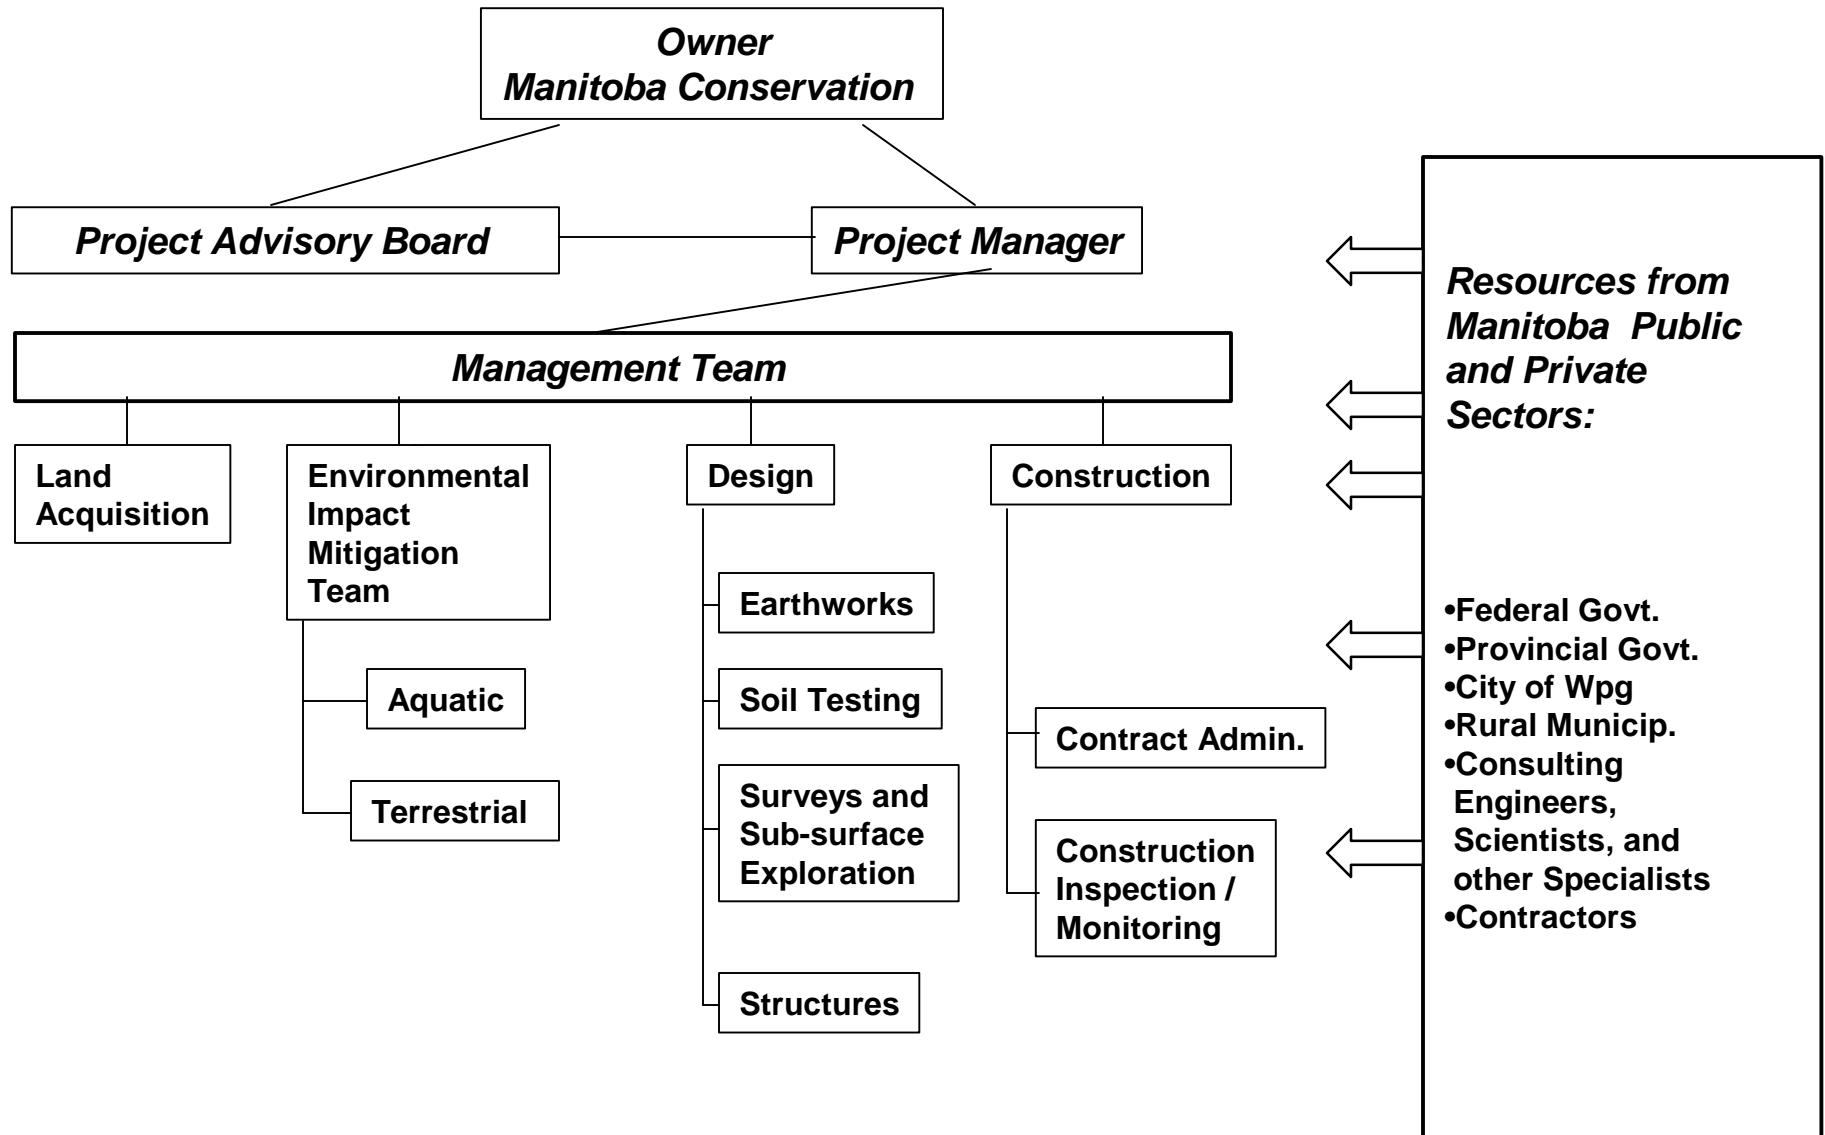 Owner
Manitoba Conservation
Project Advisory Board
Project Manager
Management Team
Land
Acquisition
Environmental
Impact
Mitigation
Team
Aquatic
Terrestrial
Design
Earthworks
Soil Testing
Surveys and
Sub-surface
Exploration
Structures
Construction
Contract Admin.
Construction
Inspection /
Monitoring
Resources from
Manitoba  Public
and Private
Sectors:
•Federal Govt.
•Provincial Govt.
•City of Wpg
•Rural Municip.
•Consulting
Engineers,
Scientists, and
other Specialists
•Contractors